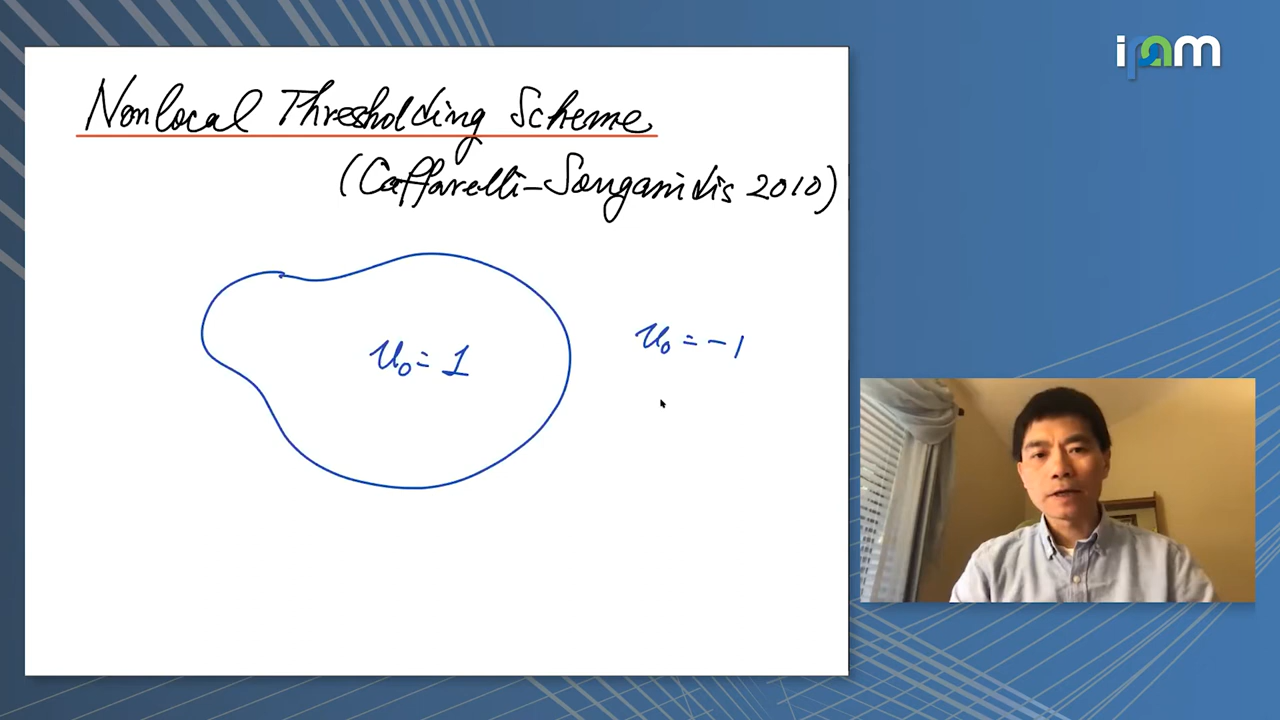 ipam
Nonlocal Thresholding Scheme
(Caffarelli-Souganidis 2010)
u₀ = 1
u₀ = -1